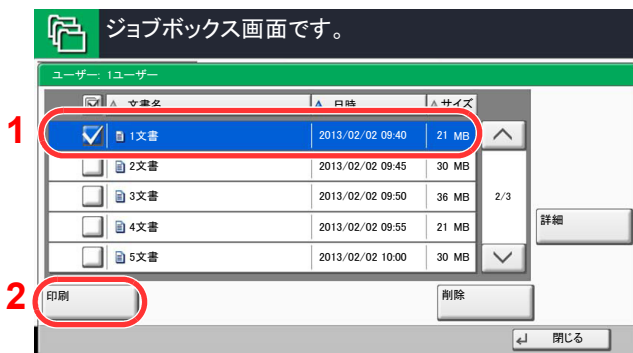 ジョブボックス画面です。
ユーザー: 1ユーザー
文書名 日時 サイズ
1
1文書 2013/02/02 09:40 21 MB
2文書 2013/02/02 09:45 30 MB
3文書 2013/02/02 09:50 36 MB 2/3
4文書 2013/02/02 09:55 21 MB
詳細
5文書 2013/02/02 10:00 30 MB
2
印刷 削除
閉じる